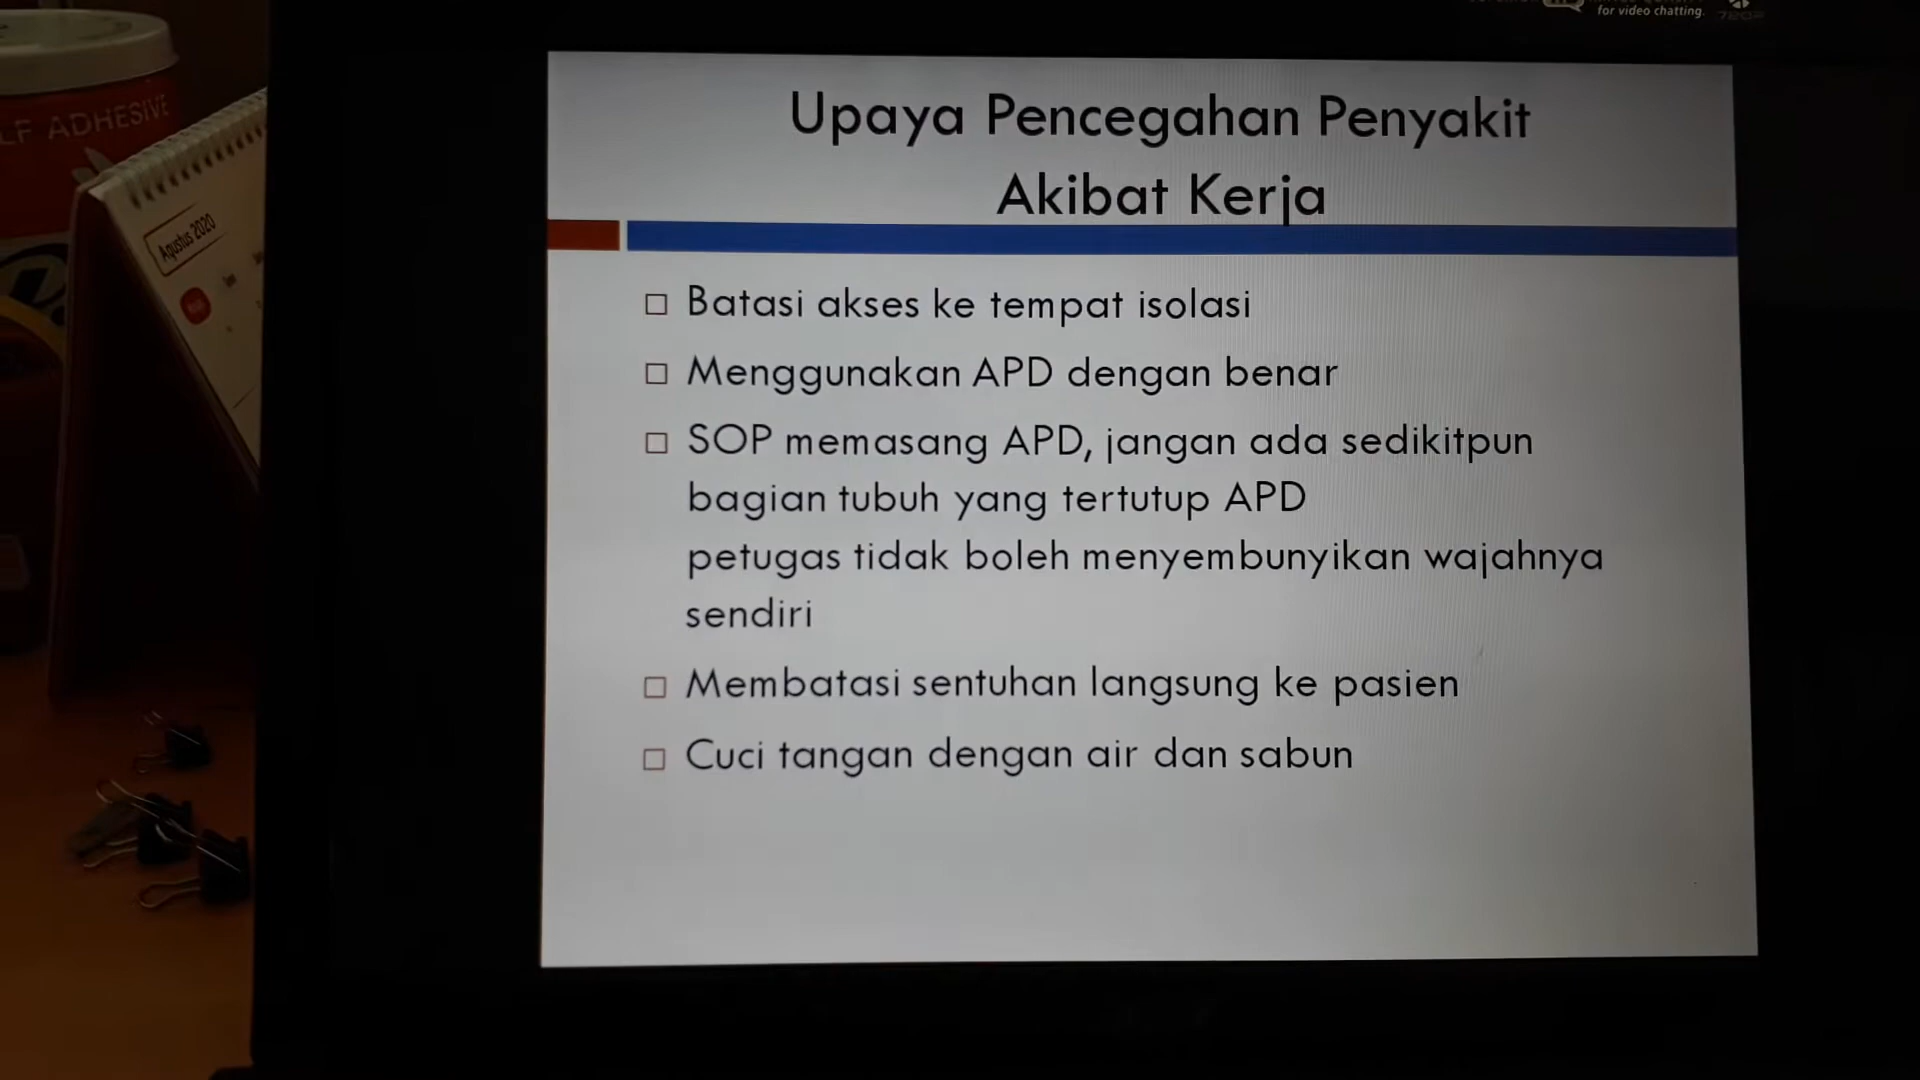 for video chatting.
720P
LF ADHESIVE
Agustus 2020
Upaya Pencegahan Penyakit
Akibat Kerja
Batasi akses ke tempat isolasi
Menggunakan APD dengan benar
SOP memasang APD, jangan ada sedikitpun
bagian tubuh yang tertutup APD
petugas tidak boleh menyembunyikan wajahnya
sendiri
Membatasi sentuhan langsung ke pasien
Cuci tangan dengan air dan sabun